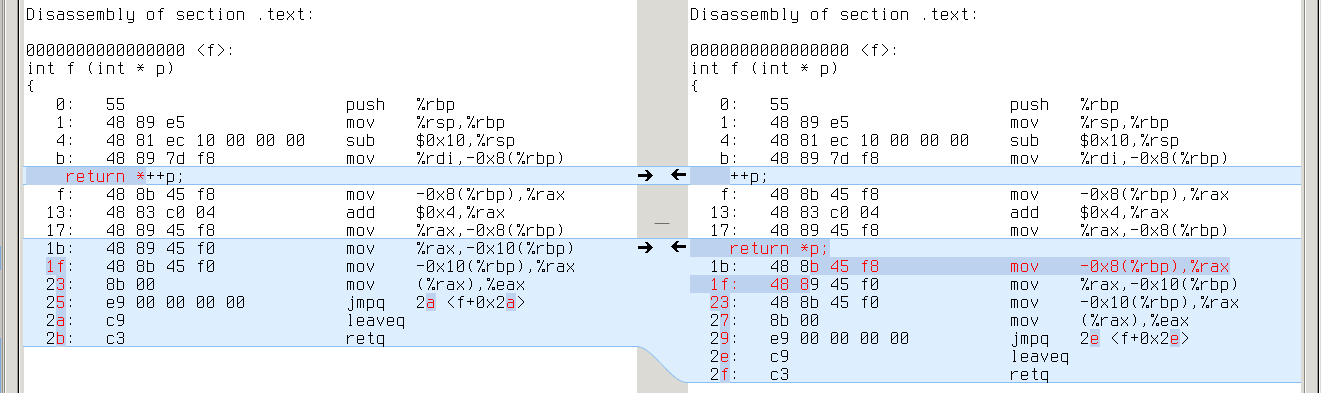 Disassembly of section .text:
0000000000000000 <f>:
int f (int * p)
{
0: 55 push %rbp
1: 48 89 e5 mov %rsp,%rbp
4: 48 81 ec 10 00 00 00 sub $0x10,%rsp
b: 48 89 7d f8 mov %rdi,-0x8(%rbp)
return *++p;
f: 48 8b 45 f8 mov -0x8(%rbp),%rax
13: 48 83 c0 04 add $0x4,%rax
17: 48 89 45 f8 mov %rax,-0x8(%rbp)
1b: 48 89 45 f0 mov %rax,-0x10(%rbp)
1f: 48 8b 45 f0 mov -0x10(%rbp),%rax
23: 8b 00 mov (%rax),%eax
25: e9 00 00 00 00 jmpq 2a <f+0x2a>
2a: c9 leaveq
2b: c3 retq
Disassembly of section .text:
0000000000000000 <f>:
int f (int * p)
{
0: 55 push %rbp
1: 48 89 e5 mov %rsp,%rbp
4: 48 81 ec 10 00 00 00 sub $0x10,%rsp
b: 48 89 7d f8 mov %rdi,-0x8(%rbp)
++p;
f: 48 8b 45 f8 mov -0x8(%rbp),%rax
13: 48 83 c0 04 add $0x4,%rax
17: 48 89 45 f8 mov %rax,-0x8(%rbp)
return *p;
1b: 48 8b 45 f8 mov -0x8(%rbp),%rax
1f: 48 89 45 f0 mov %rax,-0x10(%rbp)
23: 48 8b 45 f0 mov -0x10(%rbp),%rax
27: 8b 00 mov (%rax),%eax
29: e9 00 00 00 00 jmpq 2e <f+0x2e>
2e: c9 leaveq
2f: c3 retq